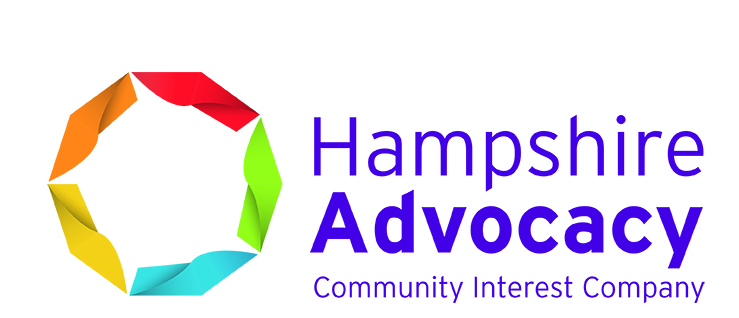 Hampshire
Advocacy
Community Interest Company